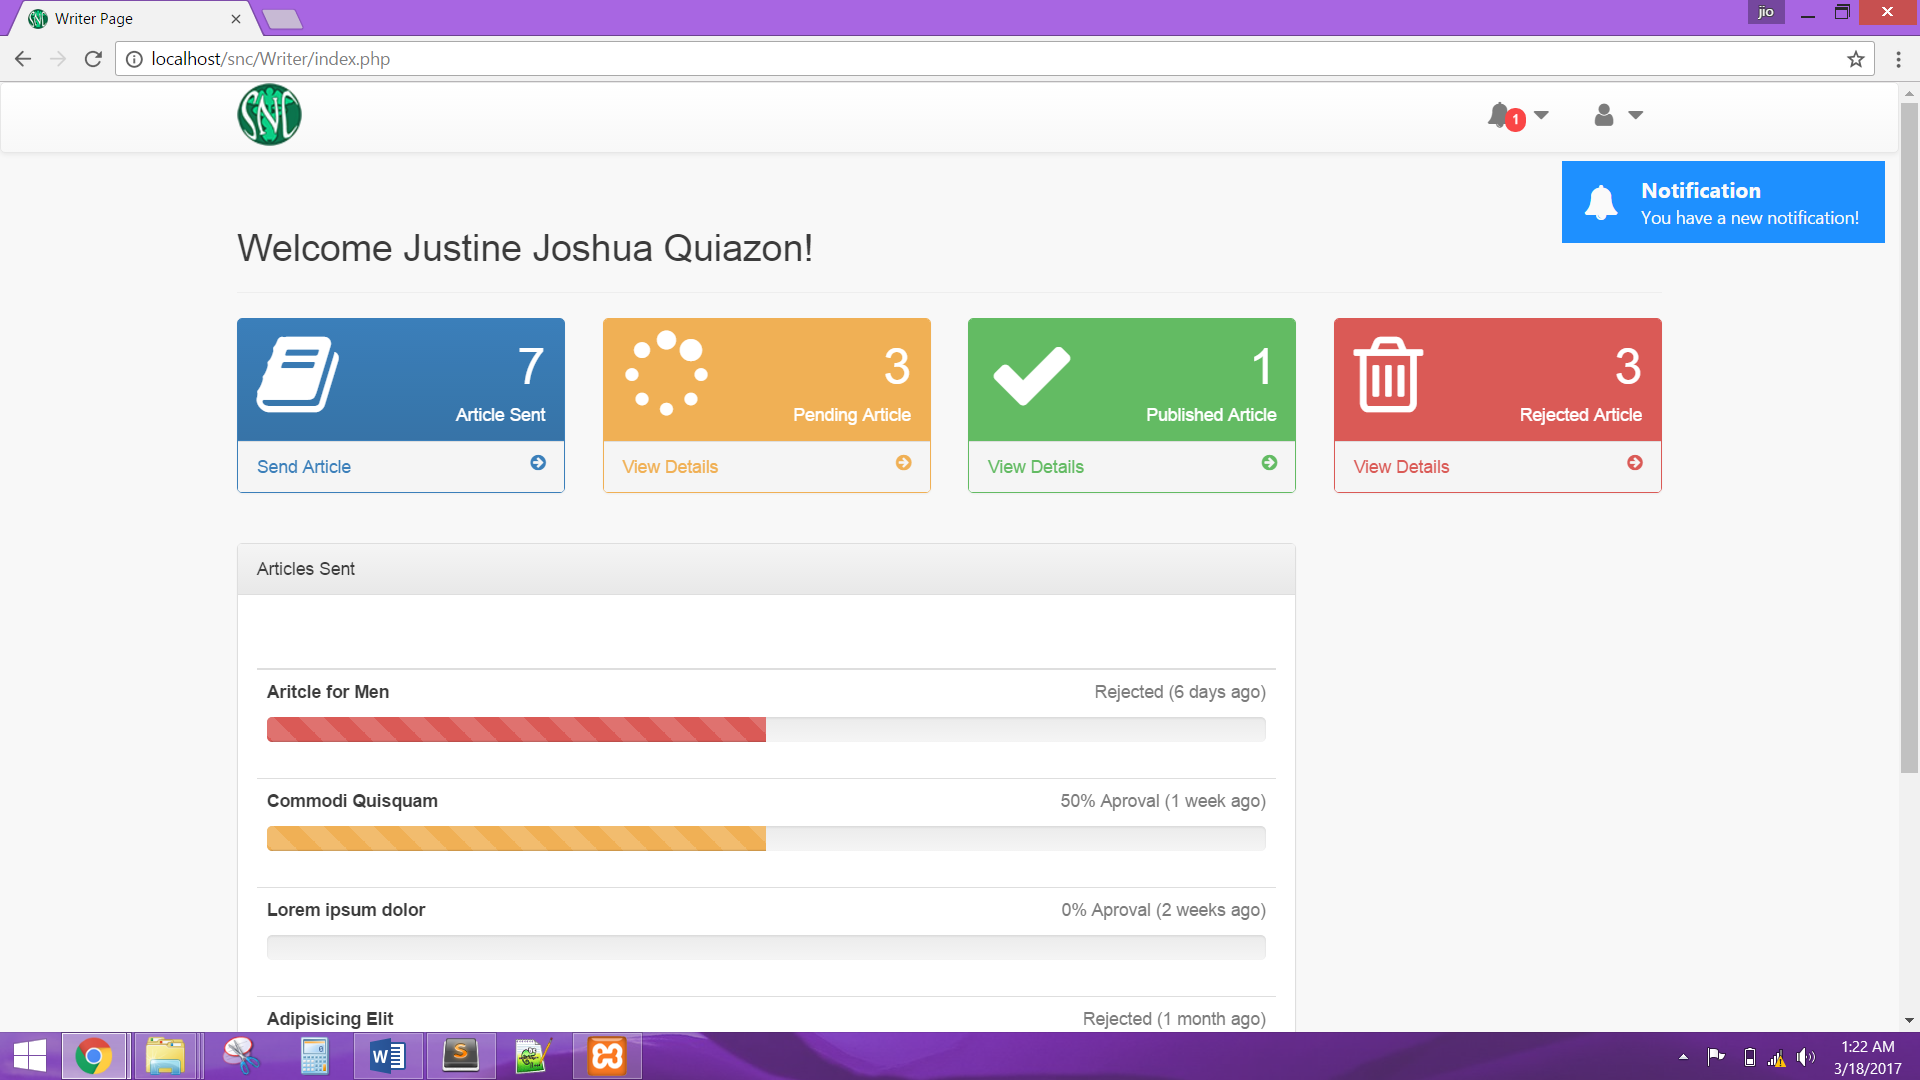 Writer Page
jio
localhost/snc/Writer/index.php
SNC
1
Notification
You have a new notification!
Welcome Justine Joshua Quiazon!
7
Article Sent
Send Article
3
Pending Article
View Details
1
Published Article
View Details
3
Rejected Article
View Details
Articles Sent
Aritcle for Men Rejected (6 days ago)
Commodi Quisquam 50% Aproval (1 week ago)
Lorem ipsum dolor 0% Aproval (2 weeks ago)
Adipisicing Elit Rejected (1 month ago)
1:22 AM
3/18/2017